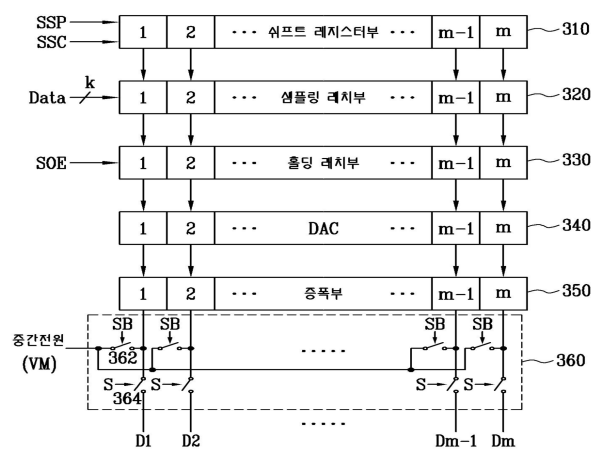 SSP
SSC
1 2 ··· 쉬프트 레지스터부 ··· m-1 m 310
k
Data 1 2 ··· 샘플링 래치부 ··· m-1 m 320
SOE 1 2 ··· 홀딩 래치부 ··· m-1 m 330
1 2 ··· DAC ··· m-1 m 340
1 2 ··· 증폭부 ··· m-1 m 350
SB SB SB SB
중간전원
(VM)
362
360
S S S S
364
D1 D2 Dm-1 Dm